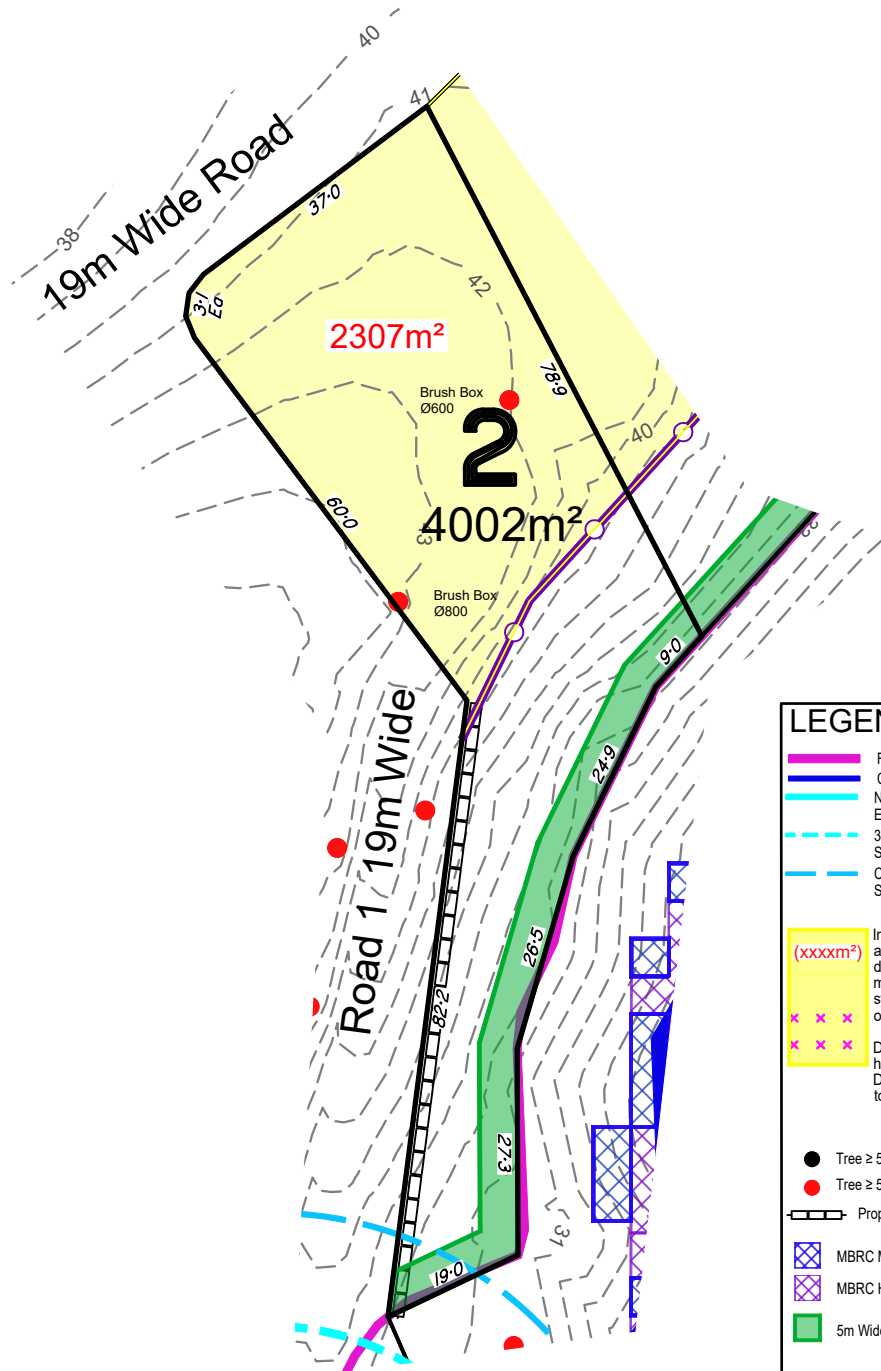 40
41
19m Wide Road
38
37·0
3·1
Ea
42
2307m²
78·9
Brush Box
Ø600
2
40
4002m²
60·0
Brush Box
Ø800
9·0
24·9
Road 1 19m Wide
26·5
82·2
27·3
31
19·0
LEGEN
(xxxxm²)
Tree ≥ 5
Tree ≥ 5
Prop
MBRC M
MBRC H
5m Wide